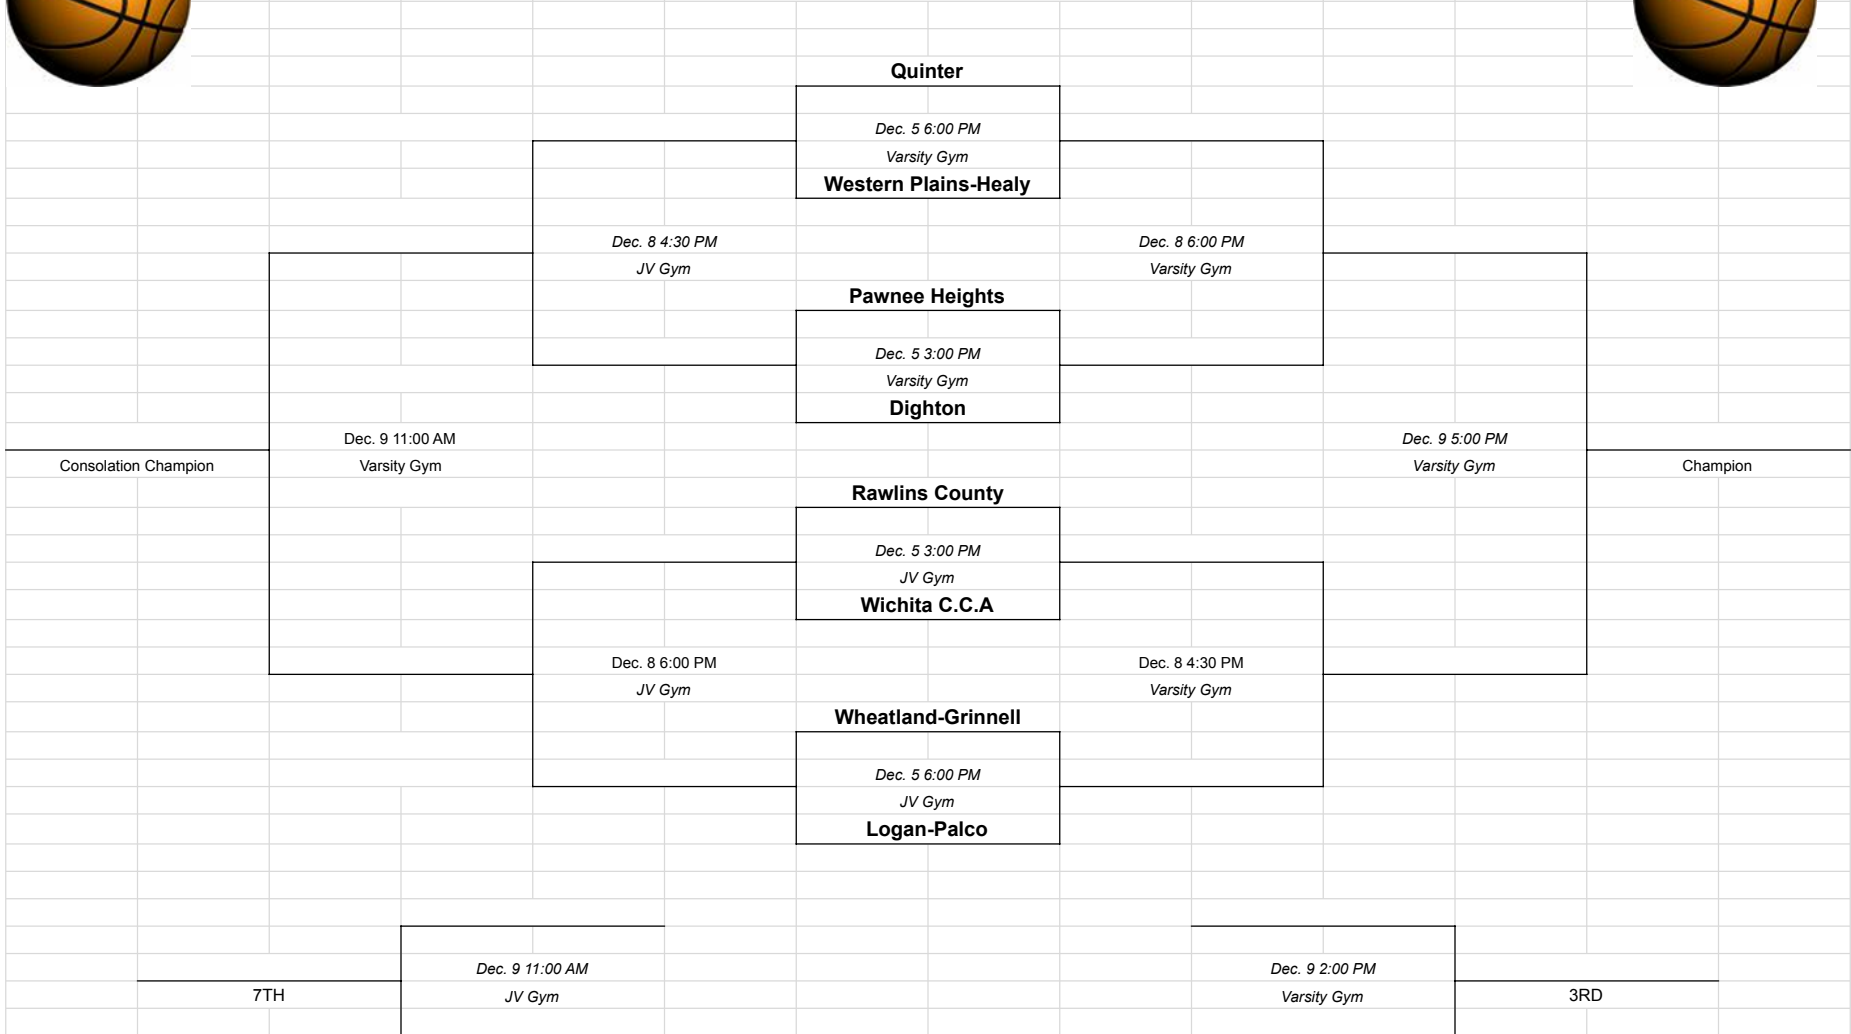 Quinter
Dec. 5 6:00 PM
Varsity Gym
Western Plains-Healy
Dec. 8 4:30 PM
JV Gym
Dec. 8 6:00 PM
Varsity Gym
Pawnee Heights
Dec. 5 3:00 PM
Varsity Gym
Dighton
Dec. 9 11:00 AM
Varsity Gym
Consolation Champion
Dec. 9 5:00 PM
Varsity Gym
Champion
Rawlins County
Dec. 5 3:00 PM
JV Gym
Wichita C.C.A
Dec. 8 6:00 PM
JV Gym
Dec. 8 4:30 PM
Varsity Gym
Wheatland-Grinnell
Dec. 5 6:00 PM
JV Gym
Logan-Palco
Dec. 9 11:00 AM
JV Gym
7TH
Dec. 9 2:00 PM
Varsity Gym
3RD